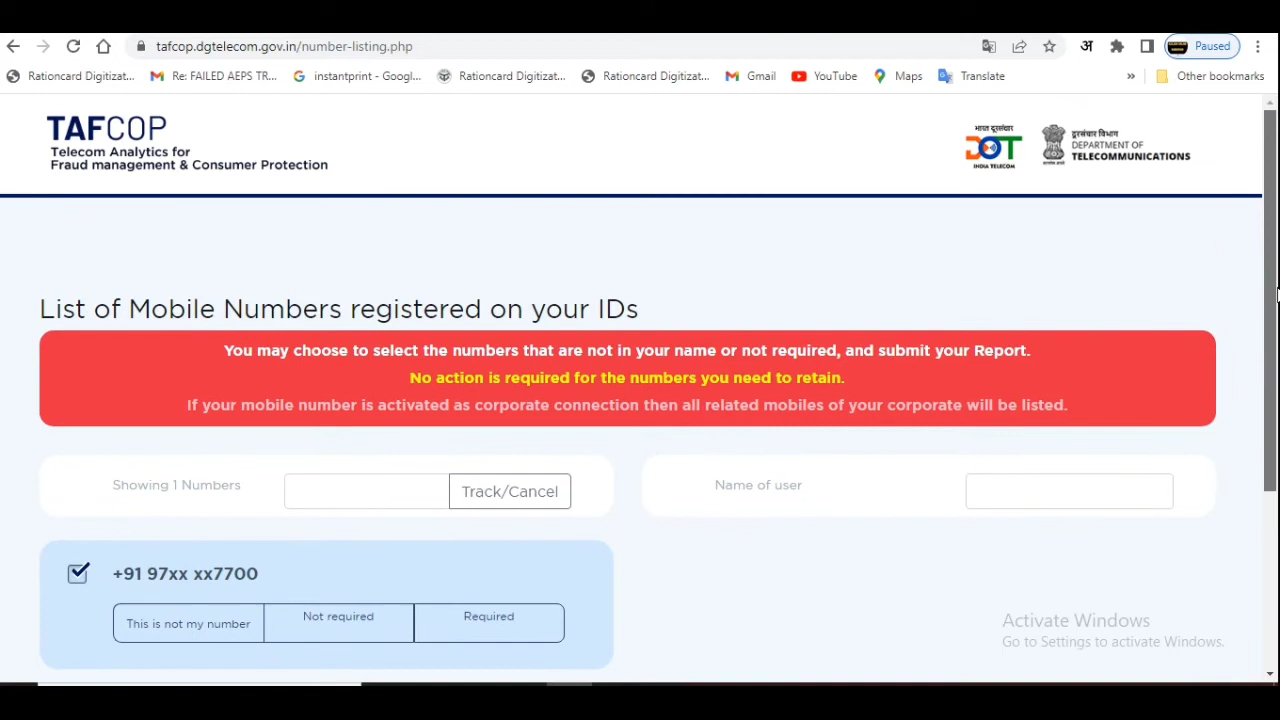 tafcop.dgtelecom.gov.in/number-listing.php
अ
Paused
Rationcard Digitizat...
Re: FAILED AEPS TR...
instantprint - Googl...
Rationcard Digitizat...
Rationcard Digitizat...
Gmail
YouTube
Maps
Translate
»
Other bookmarks
TAFCOP
Telecom Analytics for
Fraud management & Consumer Protection
भारत दूरसंचार
DOT
INDIA TELECOM
दूरसंचार विभाग
DEPARTMENT OF
TELECOMMUNICATIONS
List of Mobile Numbers registered on your IDs
You may choose to select the numbers that are not in your name or not required, and submit your Report.
No action is required for the numbers you need to retain.
If your mobile number is activated as corporate connection then all related mobiles of your corporate will be listed.
Showing 1 Numbers
Track/Cancel
Name of user
+91 97xx xx7700
This is not my number
Not required
Required
Activate Windows
Go to Settings to activate Windows.